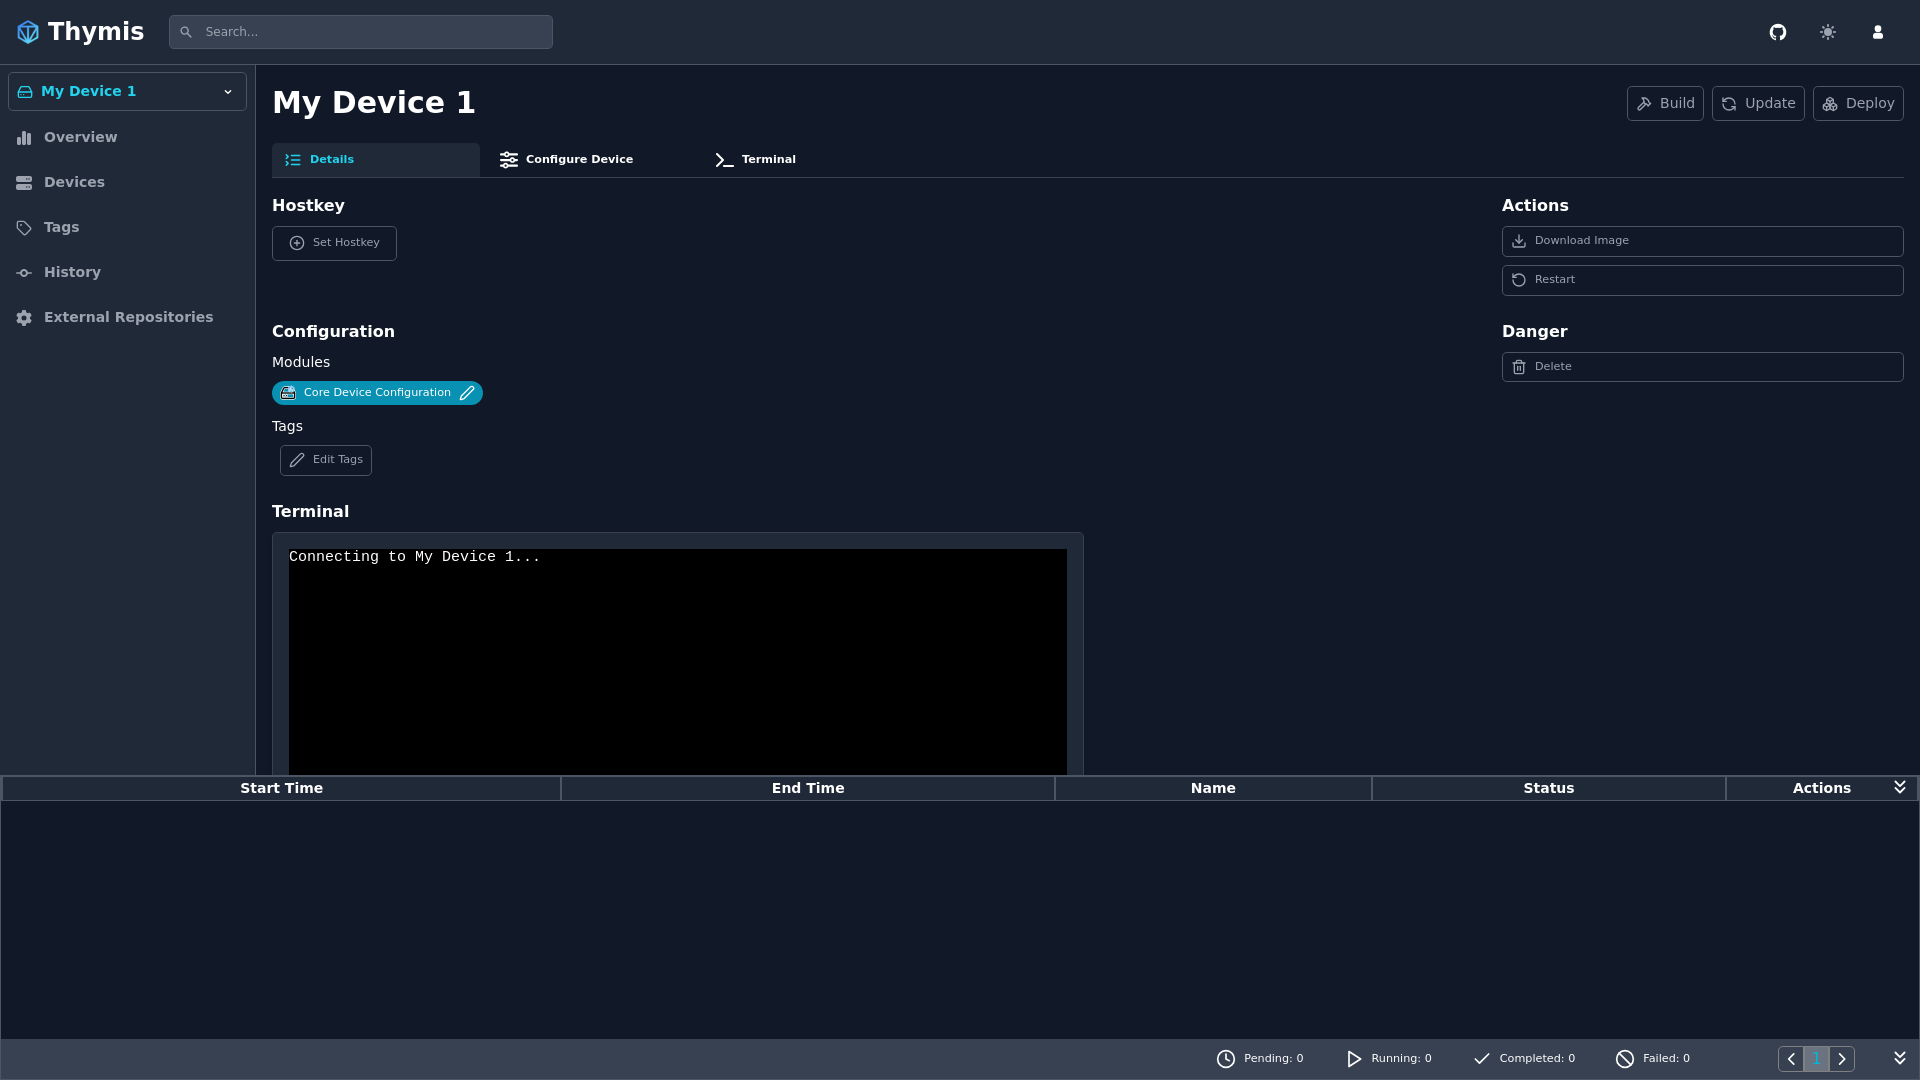 Thymis
Search...
My Device 1
Overview
Devices
Tags
History
External Repositories
My Device 1
Build
Update
Deploy
Details
Configure Device
Terminal
Hostkey
Set Hostkey
Actions
Download Image
Restart
Configuration
Modules
Core Device Configuration
Tags
Edit Tags
Danger
Delete
Terminal
Connecting to My Device 1...
Start Time
End Time
Name
Status
Actions
Pending: 0
Running: 0
Completed: 0
Failed: 0
1